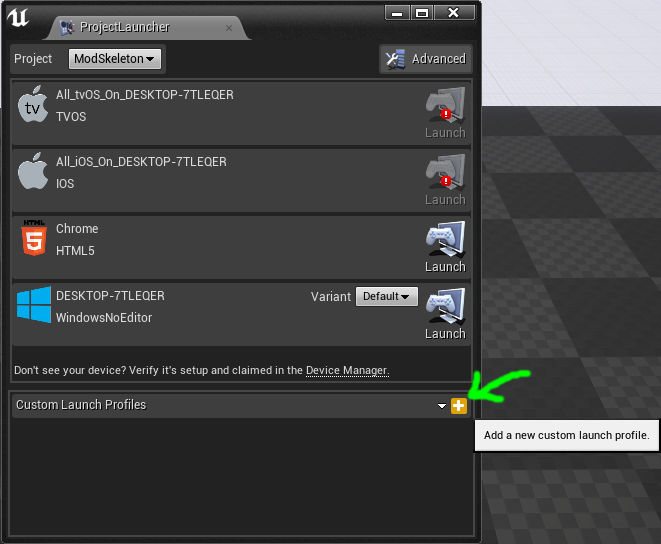 ProjectLauncher
Project ModSkeleton Advanced
All_tvOS_On_DESKTOP-7TLEQER
TVOS
tv
Launch
All_iOS_On_DESKTOP-7TLEQER
IOS
Launch
HTML
5
Chrome
HTML5
Launch
DESKTOP-7TLEQER Variant Default
WindowsNoEditor
Launch
Don't see your device? Verify it's setup and claimed in the Device Manager.
Custom Launch Profiles
Add a new custom launch profile.